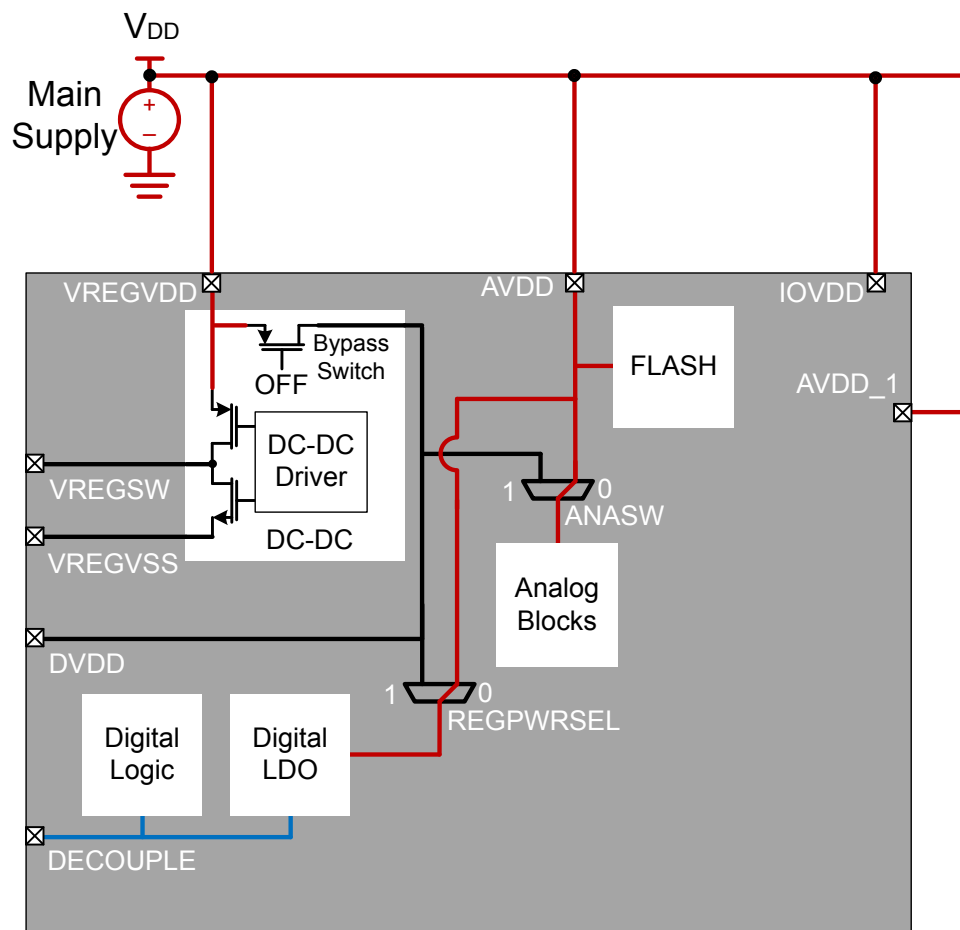 VDD
Main
Supply
+
–
VREGVDD
AVDD
IOVDD
Bypass
Switch
OFF
FLASH
AVDD_1
DC-DC
Driver
VREGSW
1
0
ANASW
DC-DC
VREGVSS
Analog
Blocks
DVDD
1
0
REGPWRSEL
Digital
Logic
Digital
LDO
DECOUPLE